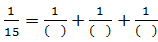 1/15 = 1/( ) + 1/( ) + 1/( )